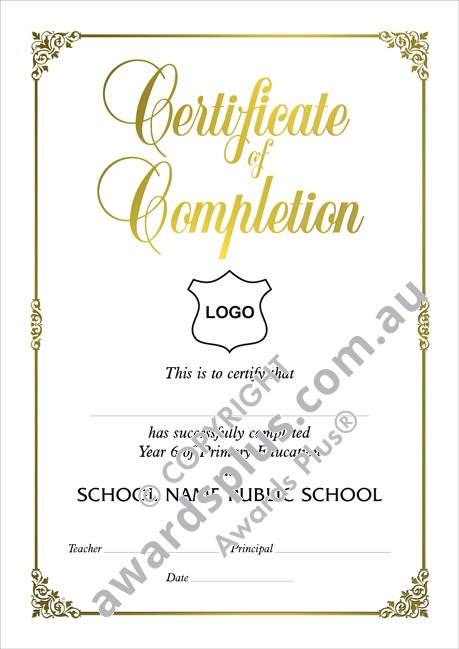 Certificate
of
Completion
LOGO
This is to certify that
has successfully completed
Year 6 of Primary Education
SCHOOL NAME PUBLIC SCHOOL
Teacher
Principal
Date
© COPYRIGHT
awardsplus.com.au
Awards Plus®